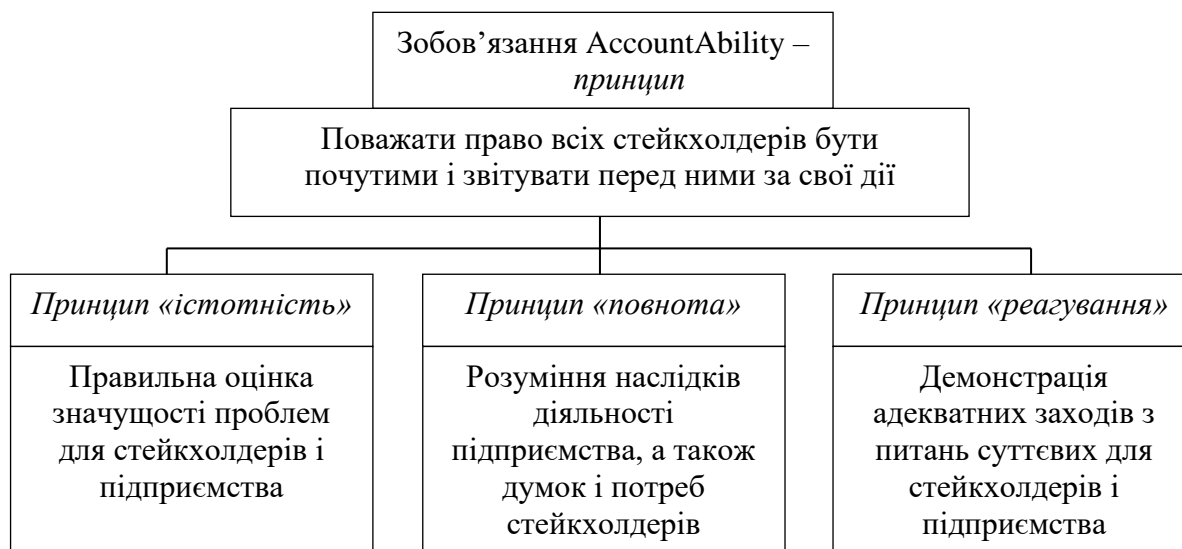 Зобов’язання AccountAbility –
принцип
Поважати право всіх стейкхолдерів бути
почутими і звітувати перед ними за свої дії
Принцип «істотність»
Правильна оцінка
значущості проблем
для стейкхолдерів і
підприємства
Принцип «повнота»
Розуміння наслідків
діяльності
підприємства, а також
думок і потреб
стейкхолдерів
Принцип «реагування»
Демонстрація
адекватних заходів з
питань суттєвих для
стейкхолдерів і
підприємства